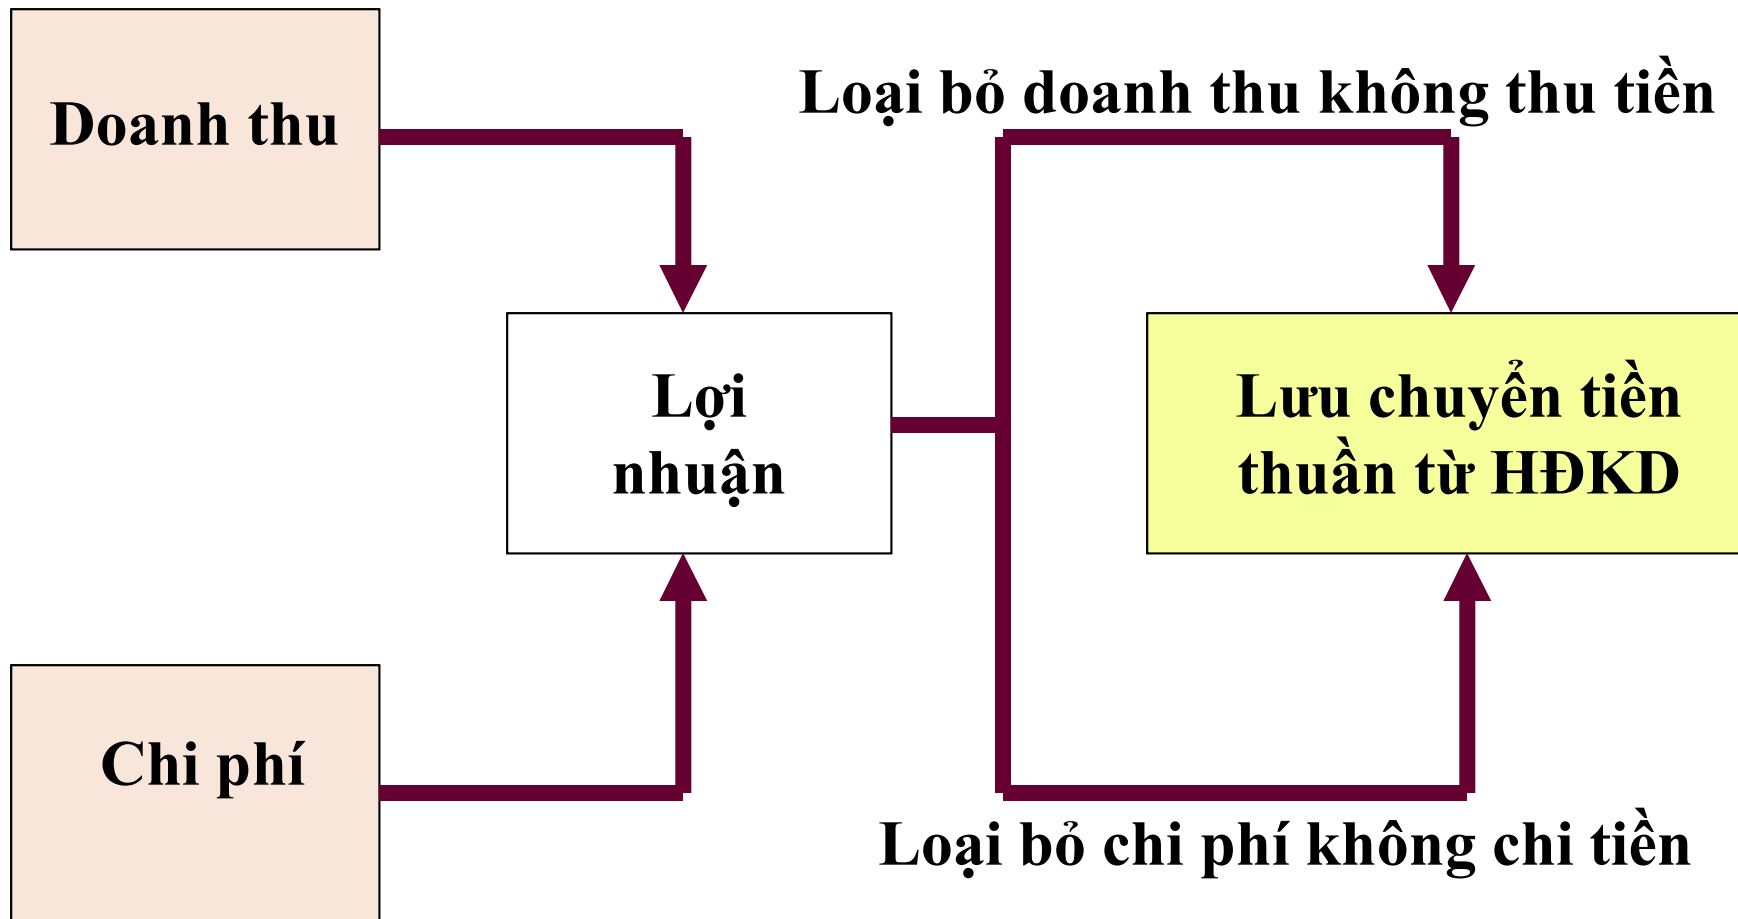 Doanh thu
Loại bỏ doanh thu không thu tiền
Lợi
nhuận
Lưu chuyển tiền
thuần từ HĐKD
Chi phí
Loại bỏ chi phí không chi tiền